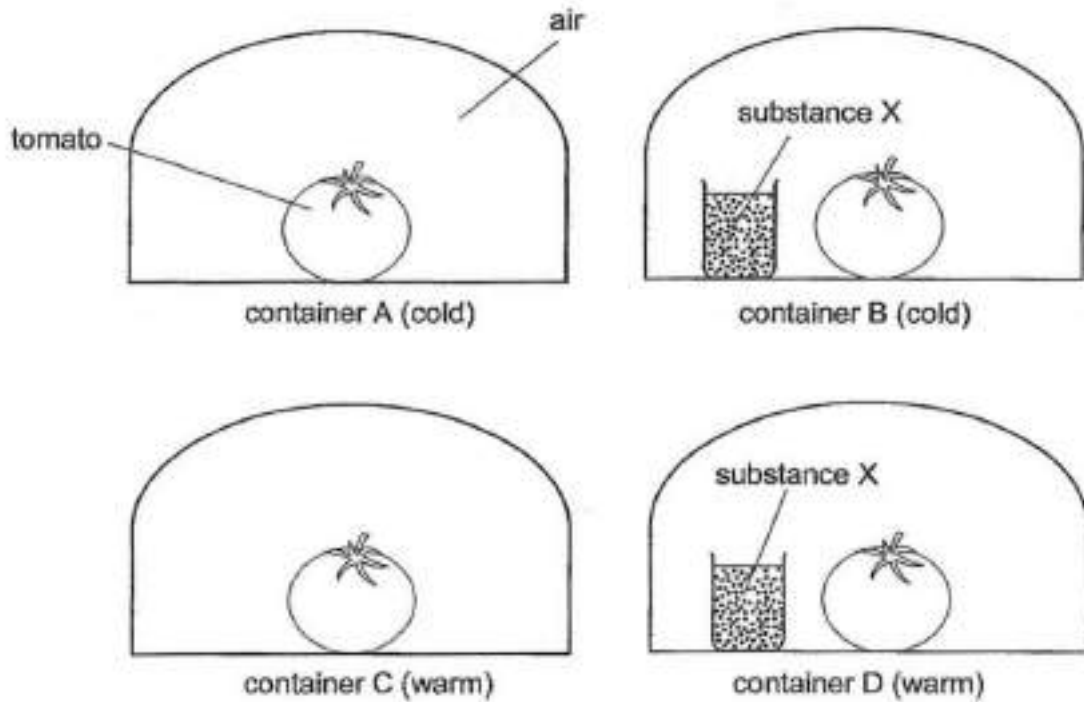 air
tomato
substance X
container A (cold)
container B (cold)
substance X
container C (warm)
container D (warm)